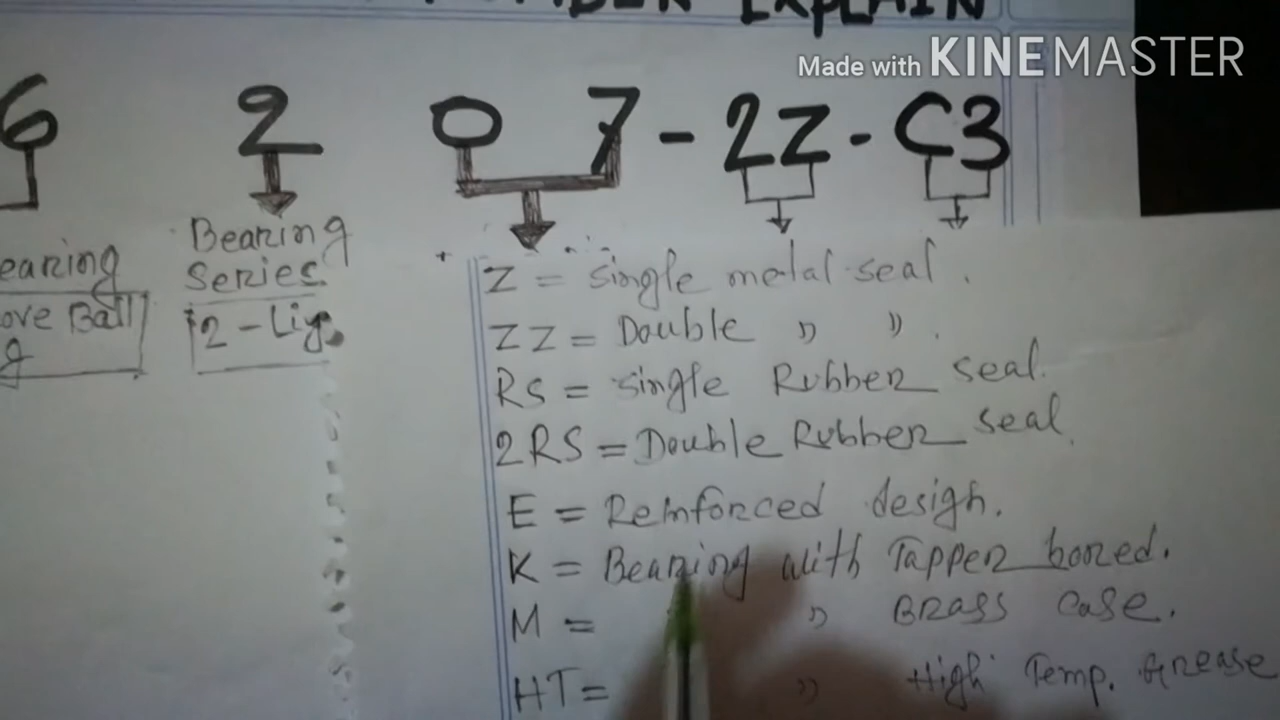 EXPLAIN
Made with KINEMASTER
6 2 0 7 - 2Z - C3
earing
ove Ball
g
Bearing
Series
2 - Lig.
Z = Single metal seal.
ZZ = Double " " .
RS = Single Rubber seal.
2RS = Double Rubber seal.
E = Reinforced desigh.
K = Bearing with Tapper bored.
M = " Brass Case.
HT = " High Temp. Grease